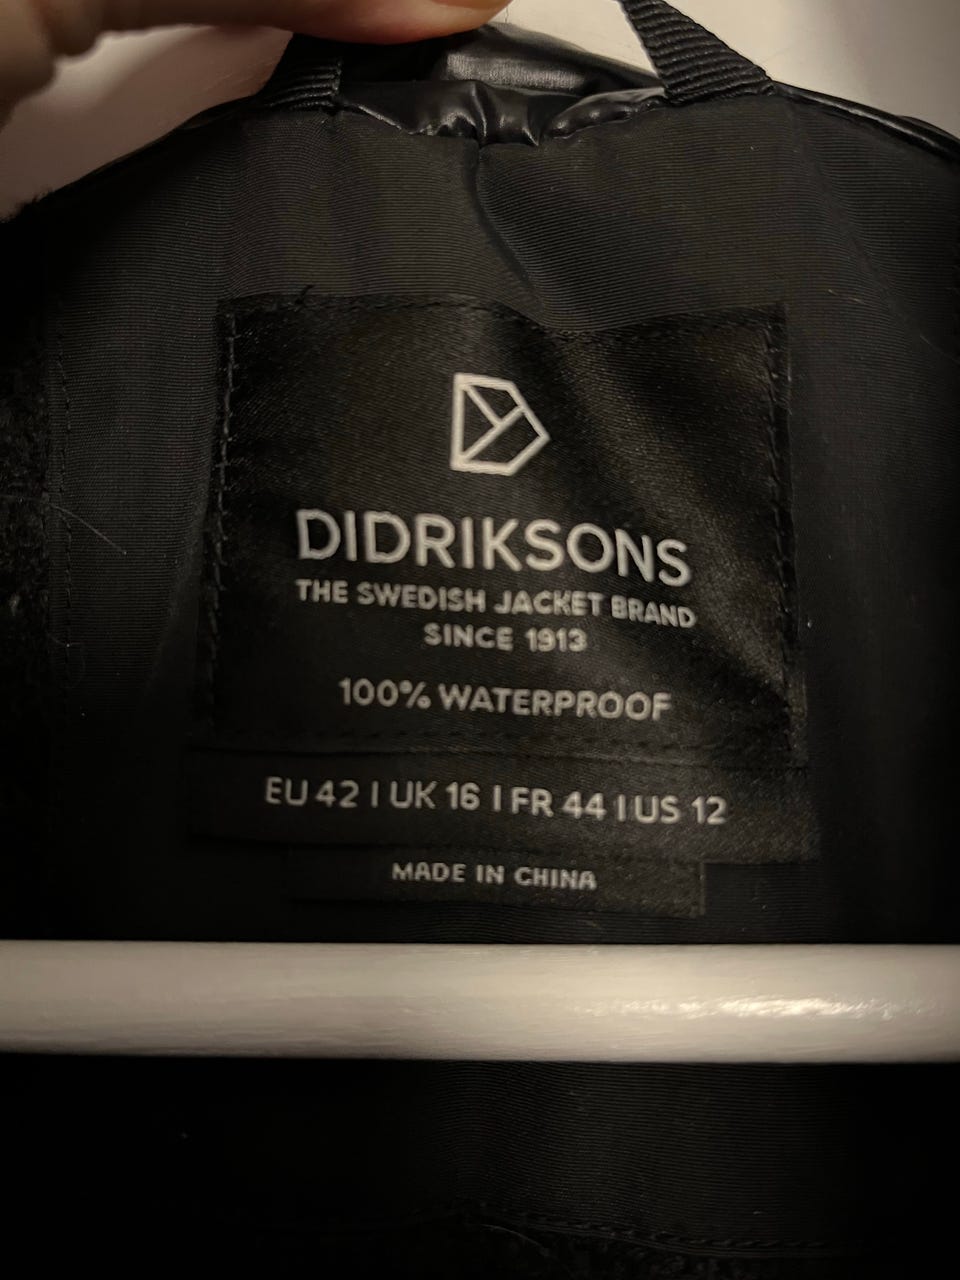 DIDRIKSONS
THE SWEDISH JACKET BRAND
SINCE 1913
100% WATERPROOF
EU 42 | UK 16 | FR 44 | US 12
MADE IN CHINA